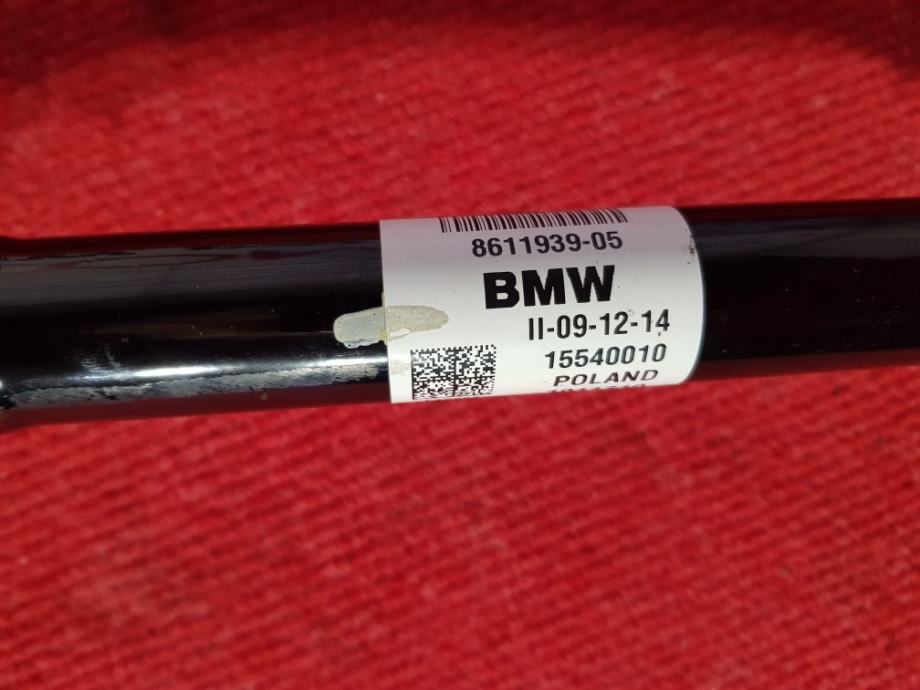 8611939-05
BMW
II-09-12-14
15540010
POLAND